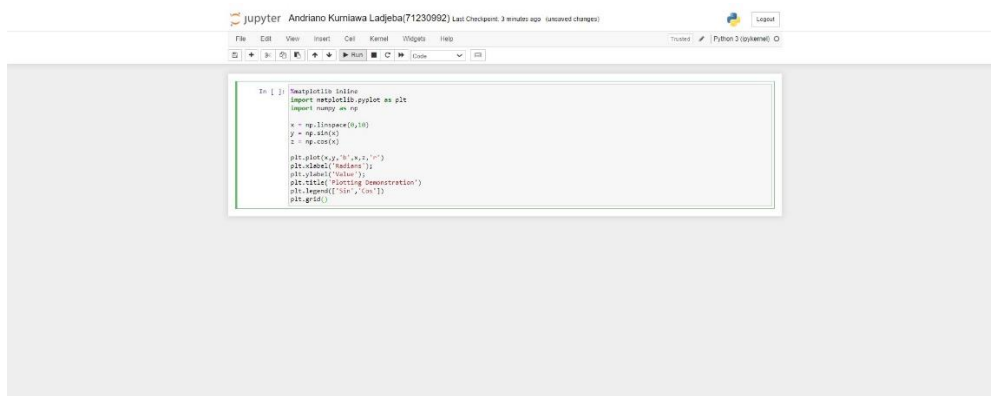 jupyter Andriano Kurniawa Ladjeba(71230992) Last Checkpoint: 3 minutes ago (unsaved changes) Logout
File Edit View Insert Cell Kernel Widgets Help Trusted Python 3 (ipykernel)
Run Code
In [ ]: %matplotlib inline
import matplotlib.pyplot as plt
import numpy as np
x = np.linspace(0,10)
y = np.sin(x)
z = np.cos(x)
plt.plot(x,y,'b',x,z,'r')
plt.xlabel('Radians');
plt.ylabel('Value');
plt.title('Plotting Demonstration')
plt.legend(['Sin','Cos'])
plt.grid()